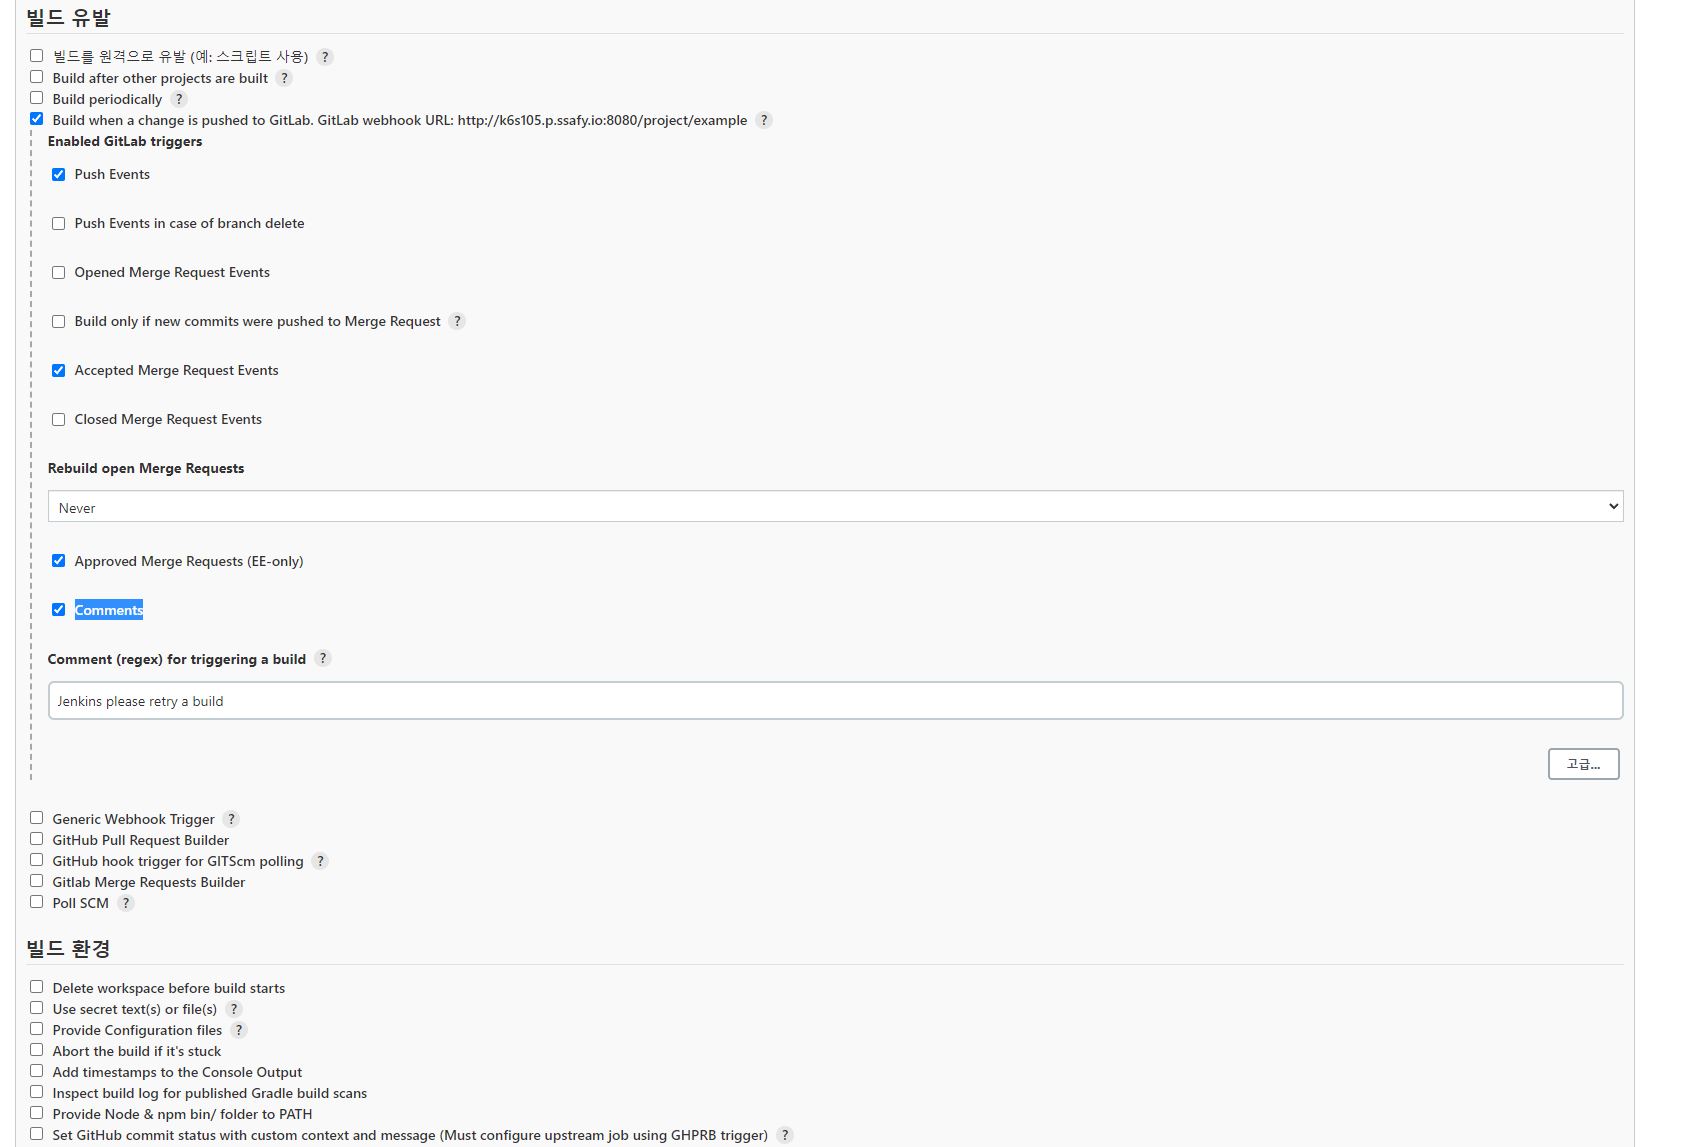 빌드 유발
빌드를 원격으로 유발 (예: 스크립트 사용) ?
Build after other projects are built ?
Build periodically ?
Build when a change is pushed to GitLab. GitLab webhook URL: http://k6s105.p.ssafy.io:8080/project/example ?
Enabled GitLab triggers
Push Events
Push Events in case of branch delete
Opened Merge Request Events
Build only if new commits were pushed to Merge Request ?
Accepted Merge Request Events
Closed Merge Request Events
Rebuild open Merge Requests
Never
Approved Merge Requests (EE-only)
Comments
Comment (regex) for triggering a build ?
Jenkins please retry a build
고급...
Generic Webhook Trigger ?
GitHub Pull Request Builder
GitHub hook trigger for GITScm polling ?
Gitlab Merge Requests Builder
Poll SCM ?
빌드 환경
Delete workspace before build starts
Use secret text(s) or file(s) ?
Provide Configuration files ?
Abort the build if it's stuck
Add timestamps to the Console Output
Inspect build log for published Gradle build scans
Provide Node & npm bin/ folder to PATH
Set GitHub commit status with custom context and message (Must configure upstream job using GHPRB trigger) ?